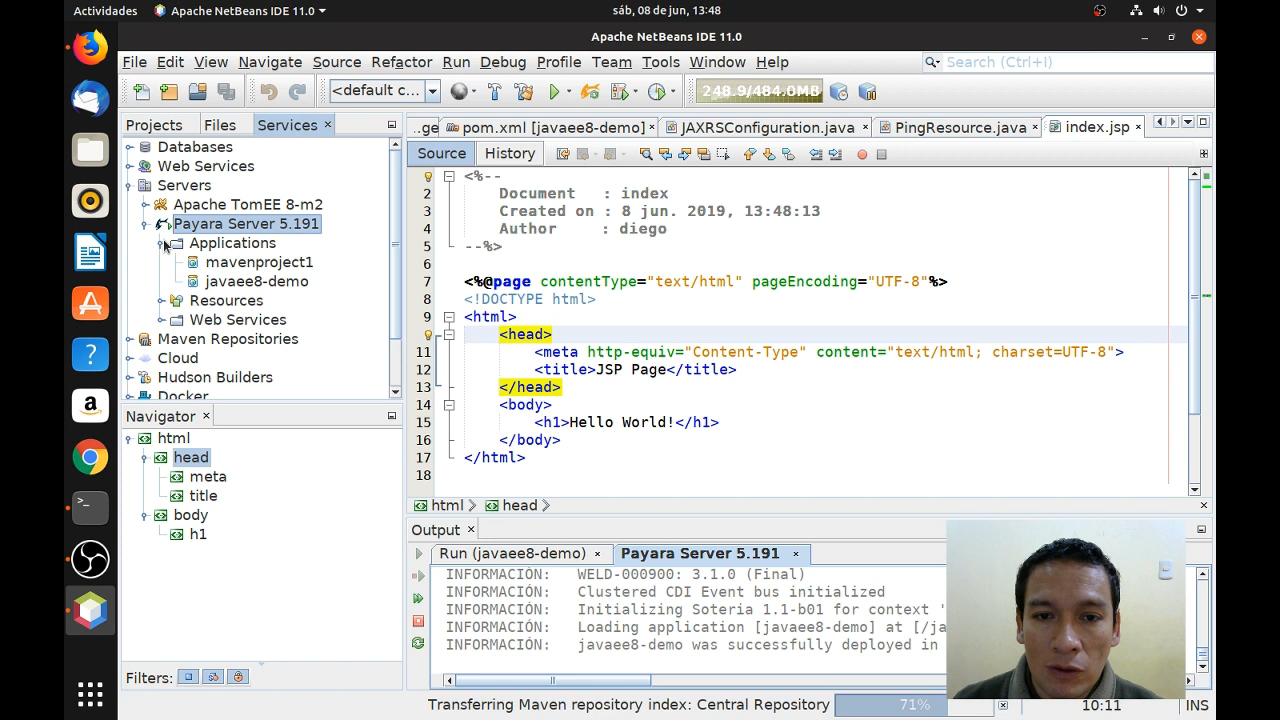 Actividades
Apache NetBeans IDE 11.0
sáb, 08 de jun, 13:48
Apache NetBeans IDE 11.0
File Edit View Navigate Source Refactor Run Debug Profile Team Tools Window Help
Search (Ctrl+I)
<default c...
248.9/484.0MB
Projects Files Services
Databases
Web Services
Servers
Apache TomEE 8-m2
Payara Server 5.191
Applications
mavenproject1
javaee8-demo
Resources
Web Services
Maven Repositories
Cloud
Hudson Builders
Docker
Navigator
html
head
meta
title
body
h1
Filters:
...ge pom.xml [javaee8-demo] JAXRSConfiguration.java PingResource.java index.jsp
Source History
<%--
2 Document : index
3 Created on : 8 jun. 2019, 13:48:13
4 Author : diego
5 --%>
6
7 <%@page contentType="text/html" pageEncoding="UTF-8"%>
8 <!DOCTYPE html>
9 <html>
<head>
11 <meta http-equiv="Content-Type" content="text/html; charset=UTF-8">
12 <title>JSP Page</title>
13 </head>
14 <body>
15 <h1>Hello World!</h1>
16 </body>
17 </html>
18
html head
Output
Run (javaee8-demo) Payara Server 5.191
INFORMACIÓN: WELD-000900: 3.1.0 (Final)
INFORMACIÓN: Clustered CDI Event bus initialized
INFORMACIÓN: Initializing Soteria 1.1-b01 for context '
INFORMACIÓN: Loading application [javaee8-demo] at [/ja
INFORMACIÓN: javaee8-demo was successfully deployed in
Transferring Maven repository index: Central Repository
71%
10:11 INS